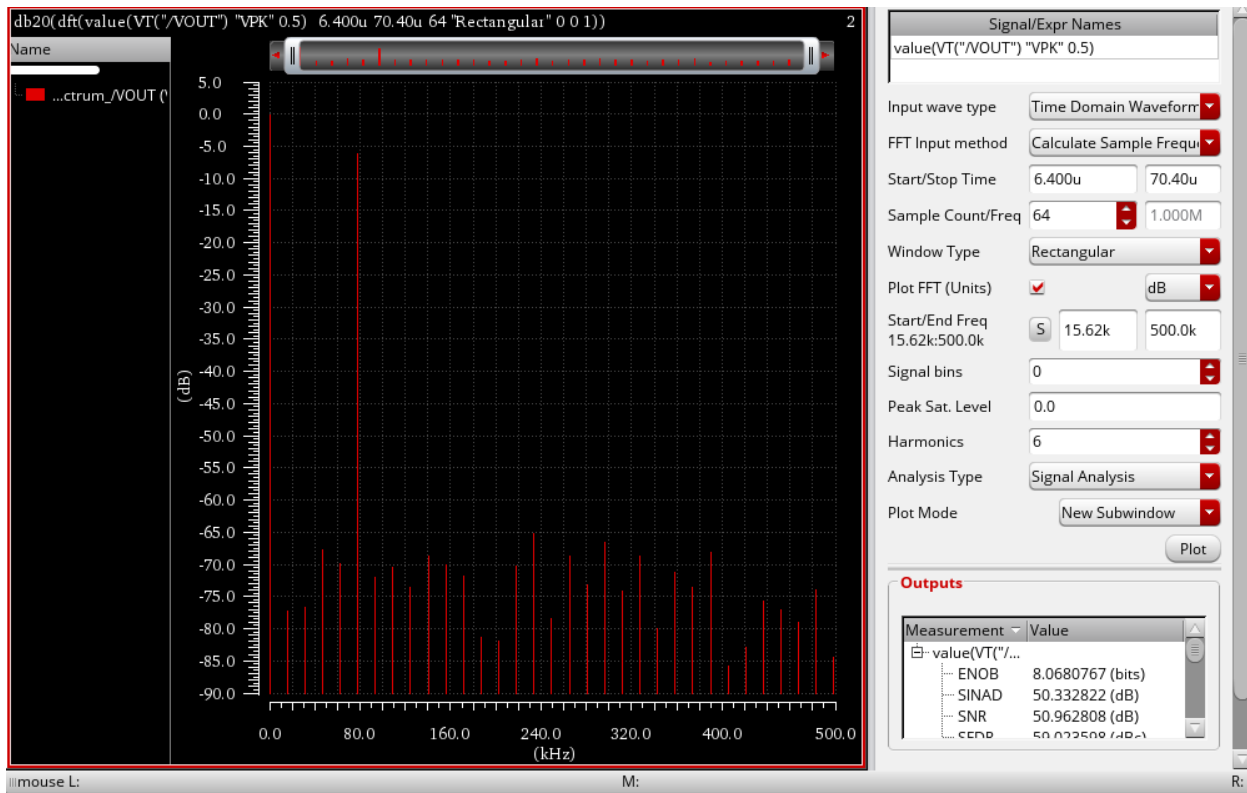 db20(dft(value(VT("/VOUT") "VPK" 0.5) 6.400u 70.40u 64 "Rectangular" 0 0 1)) 2
Name
...ctrum_/VOUT (V
5.0
0.0
-5.0
-10.0
-15.0
-20.0
-25.0
-30.0
-35.0
-40.0
-45.0
-50.0
-55.0
-60.0
-65.0
-70.0
-75.0
-80.0
-85.0
-90.0
(dB)
0.0 80.0 160.0 240.0 320.0 400.0 500.0
(kHz)
Signal/Expr Names
value(VT("/VOUT") "VPK" 0.5)
Input wave type Time Domain Waveform
FFT Input method Calculate Sample Freque
Start/Stop Time 6.400u 70.40u
Sample Count/Freq 64 1.000M
Window Type Rectangular
Plot FFT (Units) dB
Start/End Freq
15.62k:500.0k S 15.62k 500.0k
Signal bins 0
Peak Sat. Level 0.0
Harmonics 6
Analysis Type Signal Analysis
Plot Mode New Subwindow
Plot
Outputs
Measurement Value
value(VT("/...
ENOB 8.0680767 (bits)
SINAD 50.332822 (dB)
SNR 50.962808 (dB)
SFDR 59.023598 (dBc)
mouse L: M: R: